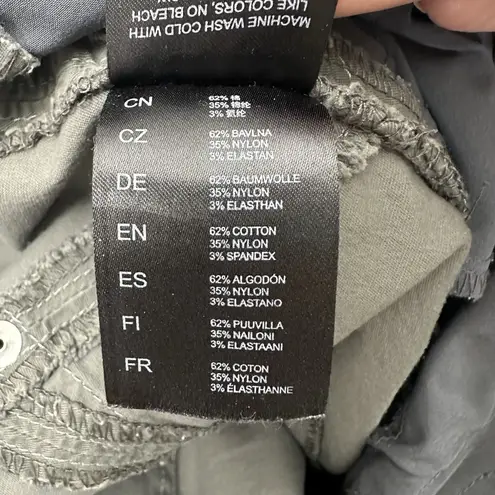 MACHINE WASH COLD WITH
LIKE COLORS, NO BLEACH
CN 62% 棉
35% 锦纶
3% 氨纶
CZ 62% BAVLNA
35% NYLON
3% ELASTAN
DE 62% BAUMWOLLE
35% NYLON
3% ELASTHAN
EN 62% COTTON
35% NYLON
3% SPANDEX
ES 62% ALGODÓN
35% NYLON
3% ELASTANO
FI 62% PUUVILLA
35% NAILONI
3% ELASTAANI
FR 62% COTON
35% NYLON
3% ÉLASTHANNE